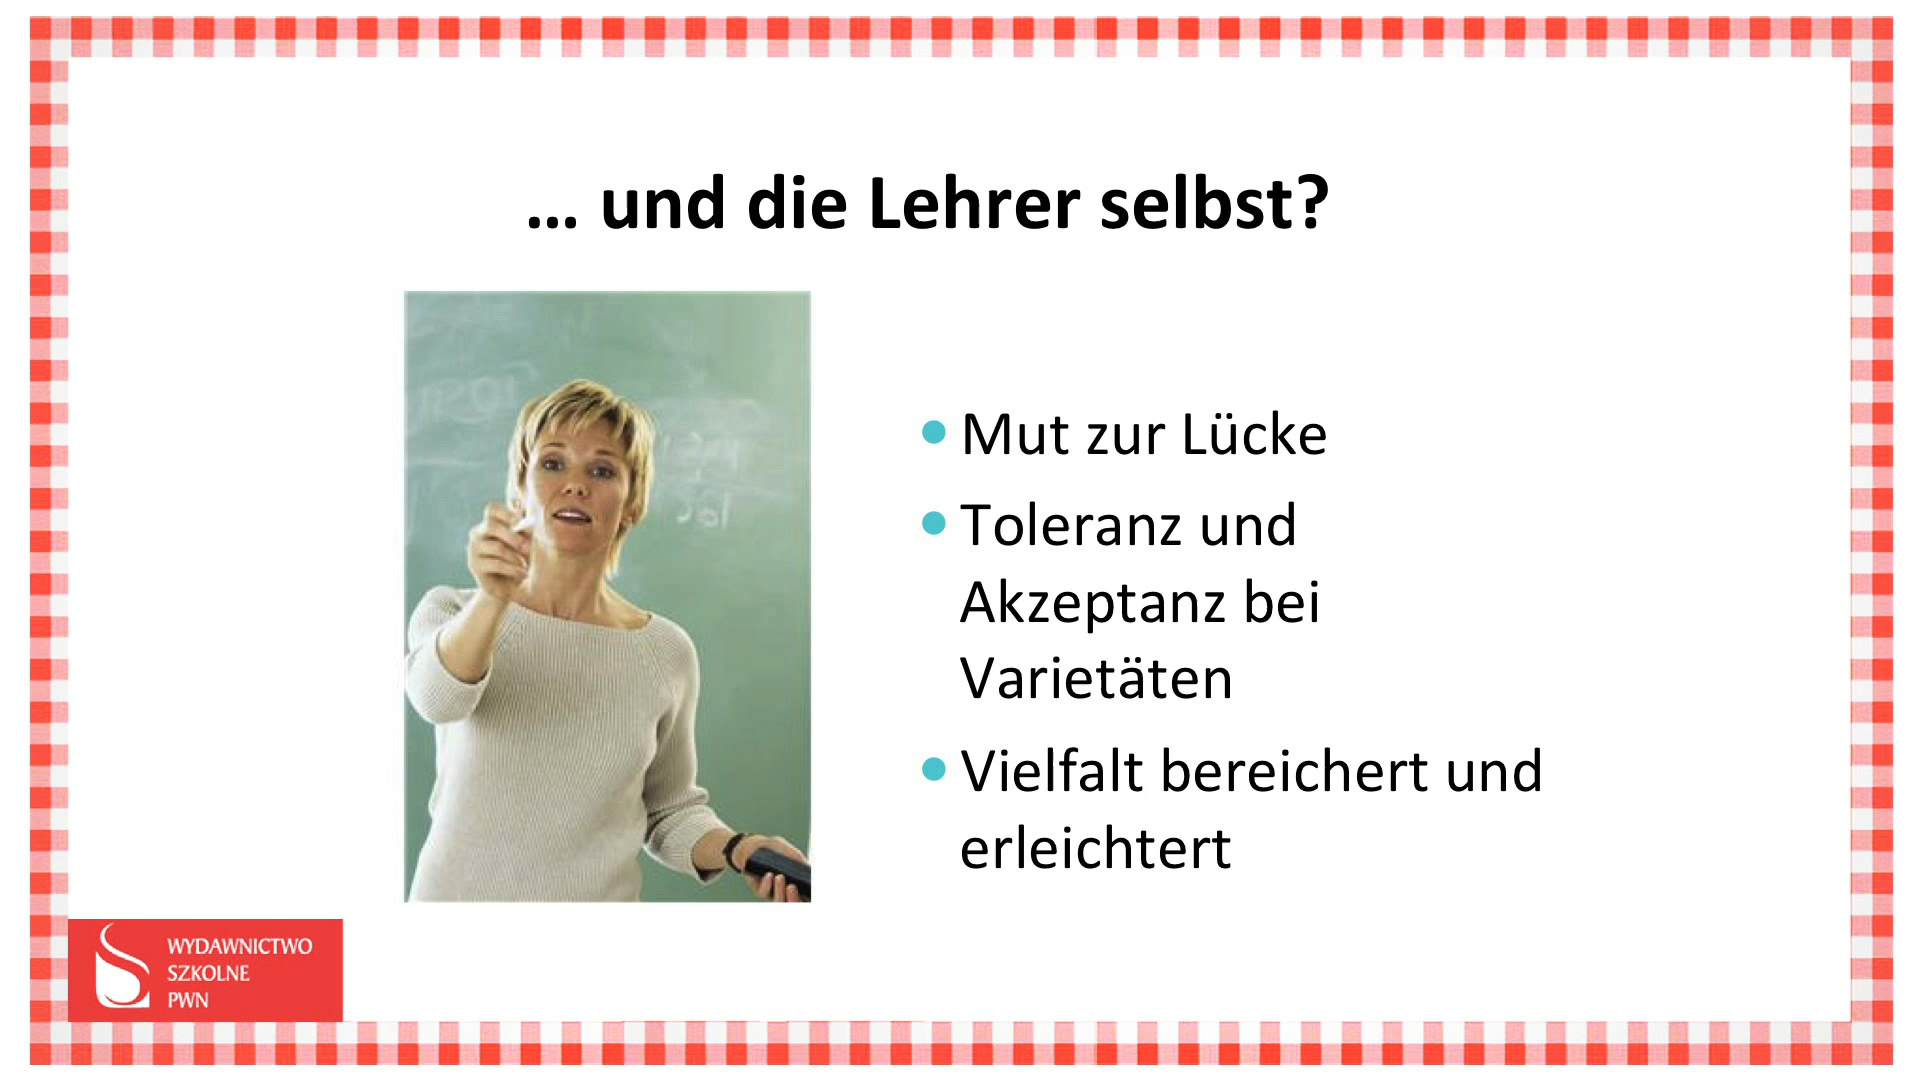 ... und die Lehrer selbst?
Mut zur Lücke
Toleranz und
Akzeptanz bei
Varietäten
Vielfalt bereichert und
erleichtert
WYDAWNICTWO
SZKOLNE
PWN